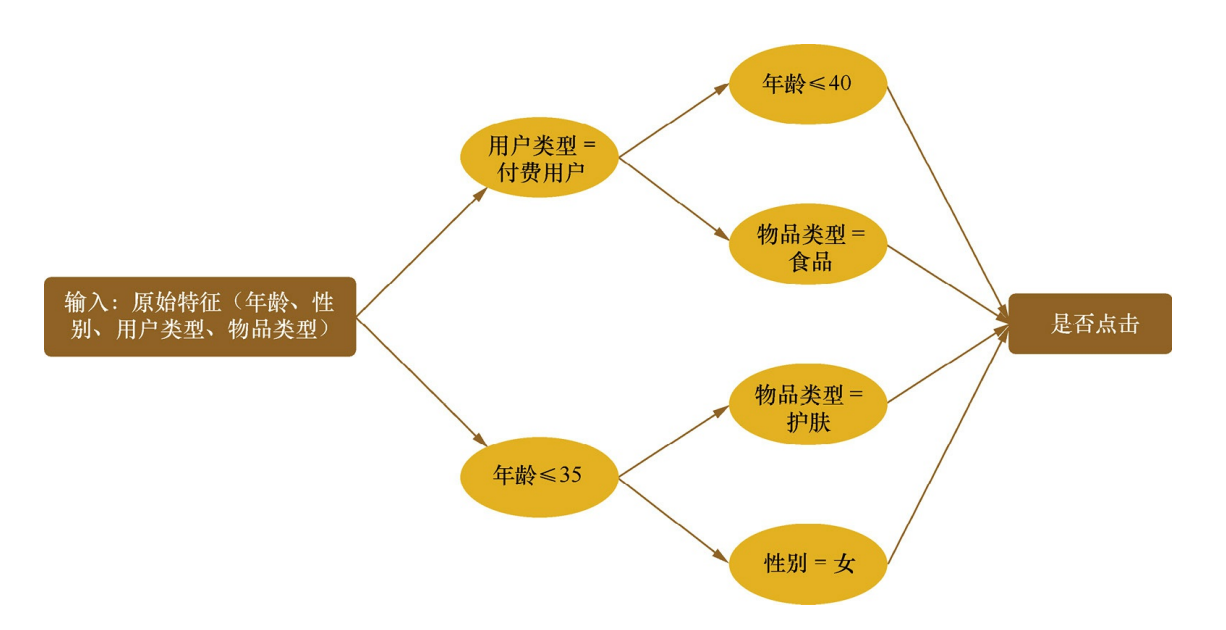 输入：原始特征（年龄、性
别、用户类型、物品类型）
用户类型 =
付费用户
年龄≤35
年龄≤40
物品类型 =
食品
物品类型 =
护肤
性别 = 女
是否点击